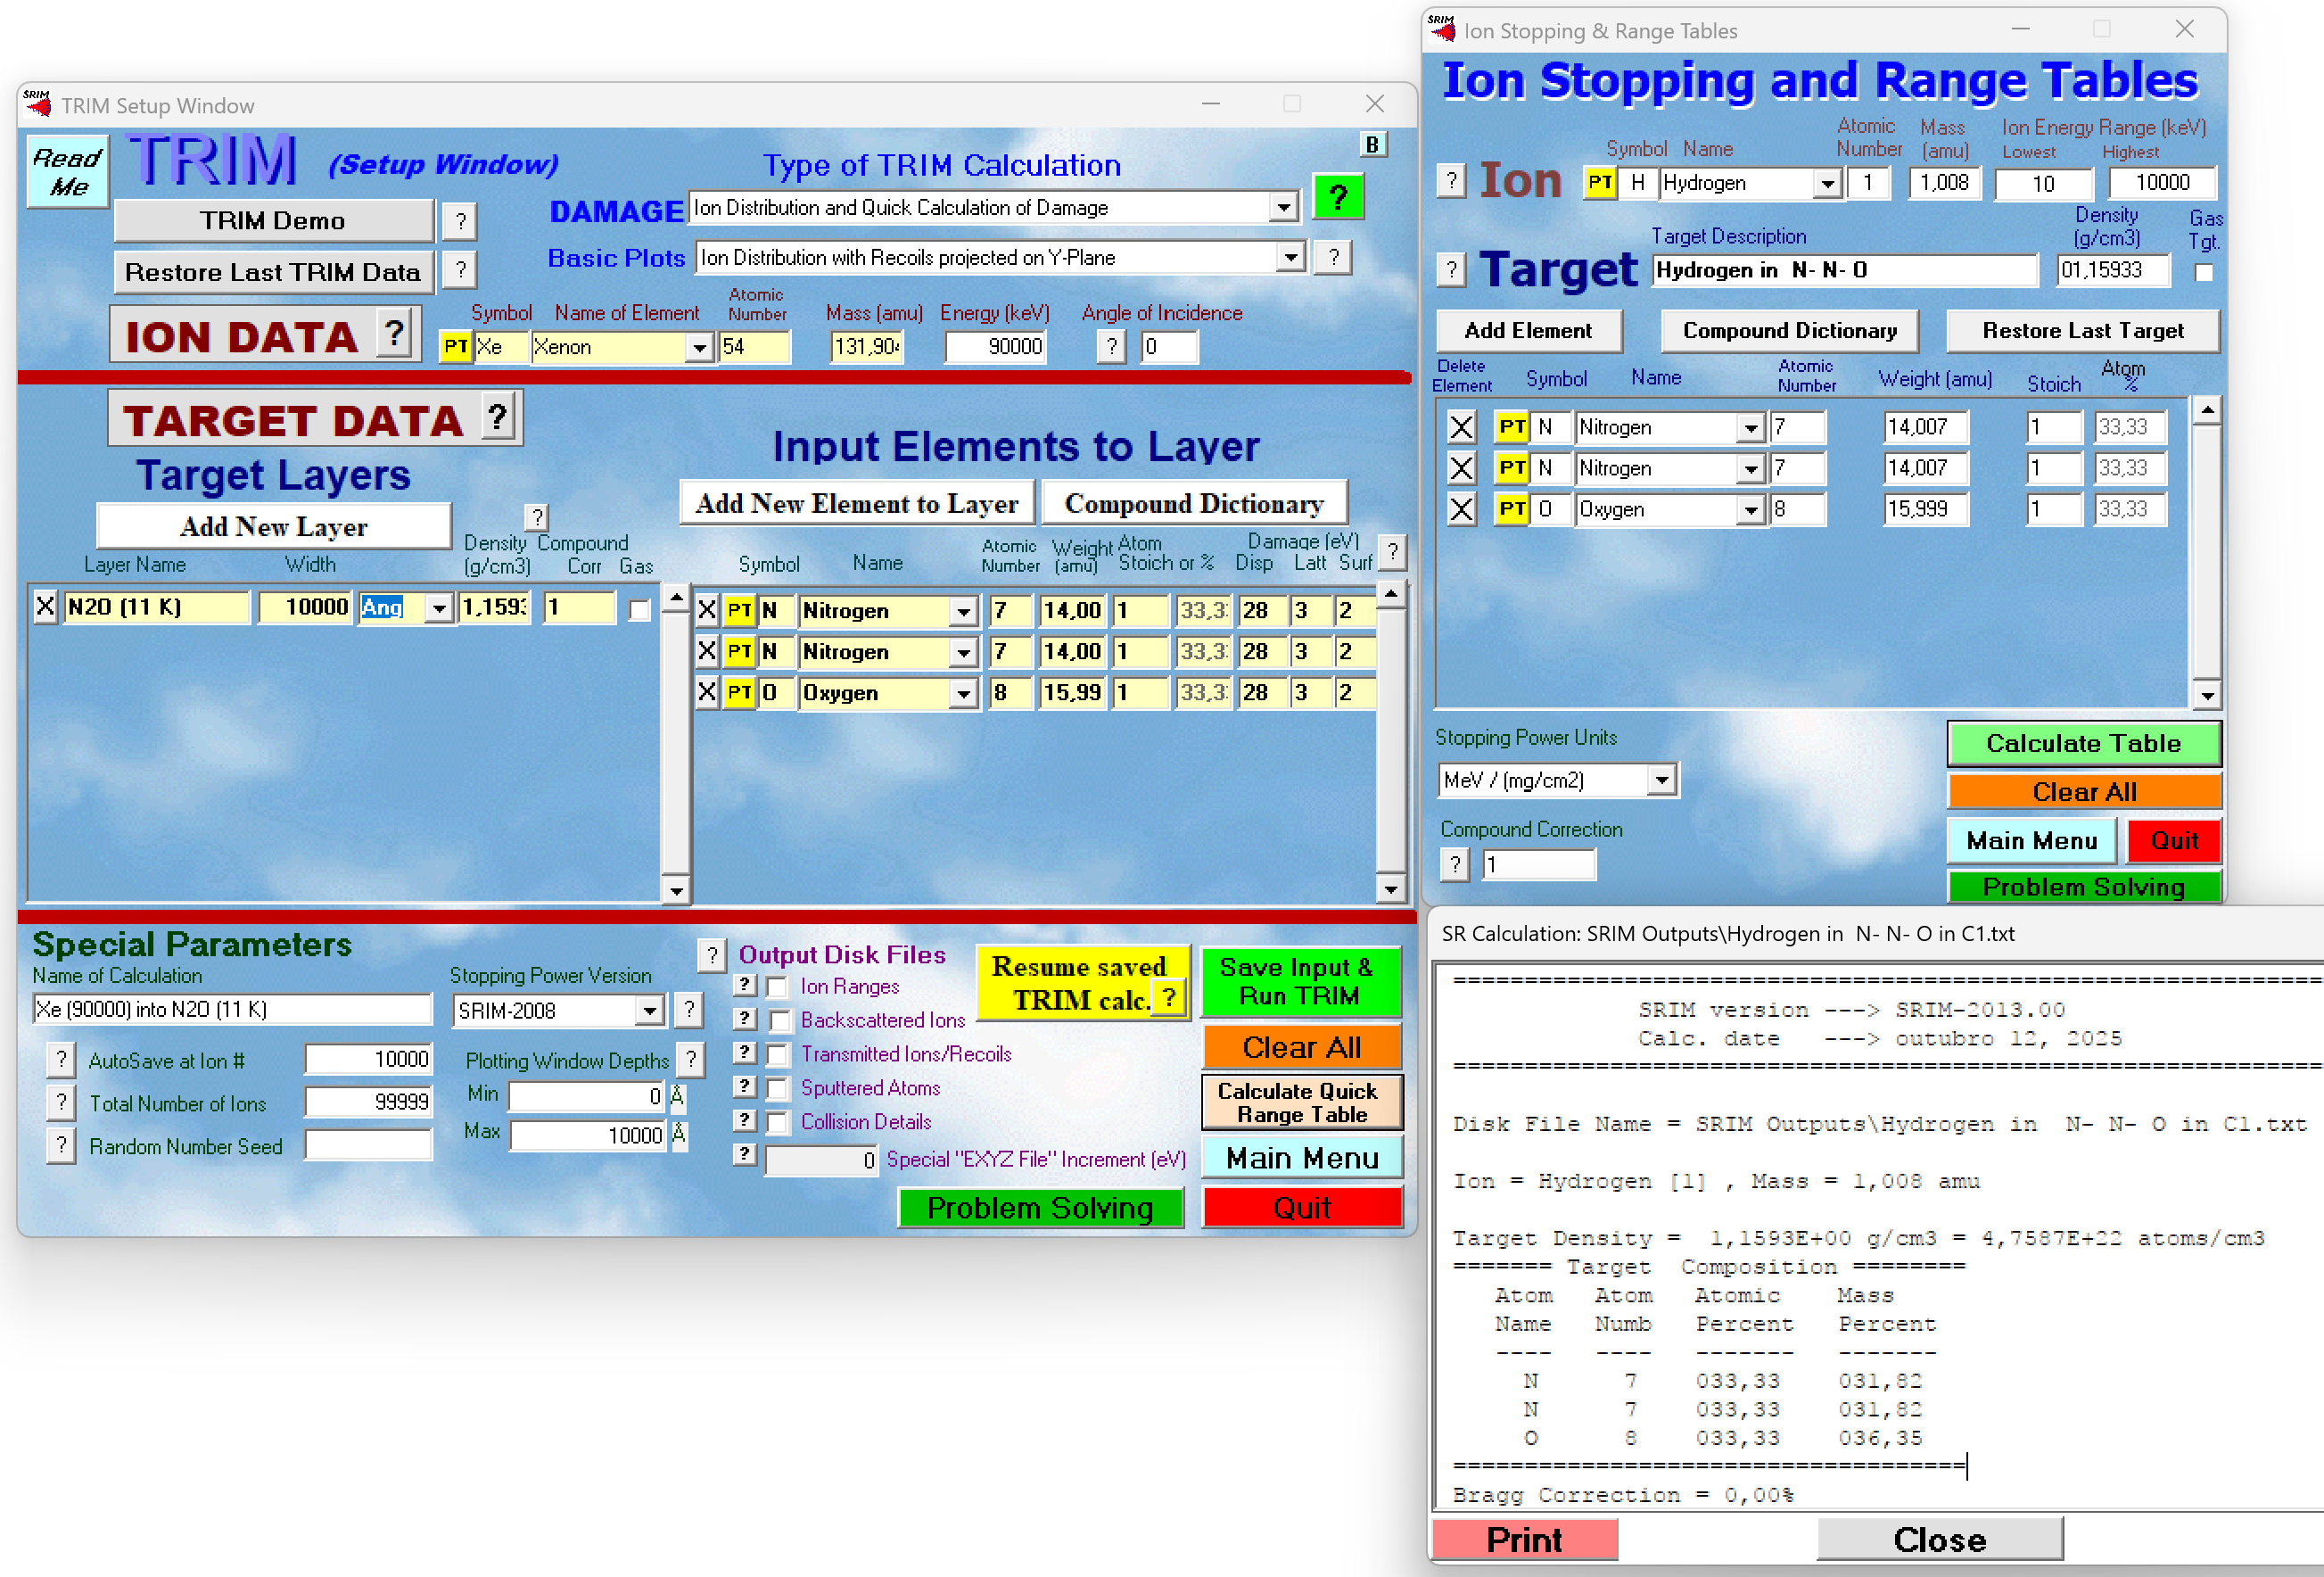 SRIM
TRIM Setup Window
Read
Me
TRIM
(Setup Window)
TRIM Demo
?
Restore Last TRIM Data
?
Type of TRIM Calculation
B
DAMAGE
Ion Distribution and Quick Calculation of Damage
?
Basic Plots
Ion Distribution with Recoils projected on Y-Plane
?
ION DATA ?
Symbol
Name of Element
Atomic
Number
Mass (amu)
Energy (keV)
Angle of Incidence
PT Xe Xenon 54 131,904 90000 ? 0
TARGET DATA ?
Target Layers
Add New Layer
?
Layer Name Width Density (g/cm3) Compound Corr Gas
X N2O (11 K) 10000 Ang 1,1593 1
Input Elements to Layer
Add New Element to Layer
Compound Dictionary
Symbol Name Atomic Number Weight (amu) Atom Stoich or % Damage (eV) Disp Latt Surf ?
X PT N Nitrogen 7 14,00 1 33,3 28 3 2
X PT N Nitrogen 7 14,00 1 33,3 28 3 2
X PT O Oxygen 8 15,99 1 33,3 28 3 2
Special Parameters
Name of Calculation
Xe (90000) into N2O (11 K)
Stopping Power Version
SRIM-2008 ?
? AutoSave at Ion # 10000
? Total Number of Ions 99999
? Random Number Seed
Plotting Window Depths ?
Min 0 Å
Max 10000 Å
? Output Disk Files
? Ion Ranges
? Backscattered Ions
? Transmitted Ions/Recoils
? Sputtered Atoms
? Collision Details
? 0 Special "EXYZ File" Increment (eV)
Resume saved
TRIM calc. ?
Save Input &
Run TRIM
Clear All
Calculate Quick
Range Table
Main Menu
Problem Solving
Quit
SRIM
Ion Stopping & Range Tables
Ion Stopping and Range Tables
Symbol Name Atomic Number Mass (amu) Ion Energy Range (keV) Lowest Highest
? Ion PT H Hydrogen 1 1,008 10 10000
Target Description
Density
(g/cm3)
Gas
Tgt.
? Target Hydrogen in N- N- O 01,15933
Add Element
Compound Dictionary
Restore Last Target
Delete Element Symbol Name Atomic Number Weight (amu) Stoich Atom %
X PT N Nitrogen 7 14,007 1 33,33
X PT N Nitrogen 7 14,007 1 33,33
X PT O Oxygen 8 15,999 1 33,33
Stopping Power Units
MeV / (mg/cm2)
Compound Correction
? 1
Calculate Table
Clear All
Main Menu
Quit
Problem Solving
SR Calculation: SRIM Outputs\Hydrogen in N- N- O in C1.txt
==================================================================
SRIM version ---> SRIM-2013.00
Calc. date ---> outubro 12, 2025
==================================================================
Disk File Name = SRIM Outputs\Hydrogen in N- N- O in C1.txt
Ion = Hydrogen [1] , Mass = 1,008 amu
Target Density = 1,1593E+00 g/cm3 = 4,7587E+22 atoms/cm3
======= Target Composition ========
Atom Atom Atomic Mass
Name Numb Percent Percent
---- ---- ------- -------
N 7 033,33 031,82
N 7 033,33 031,82
O 8 033,33 036,35
====================================
Bragg Correction = 0,00%
Print
Close